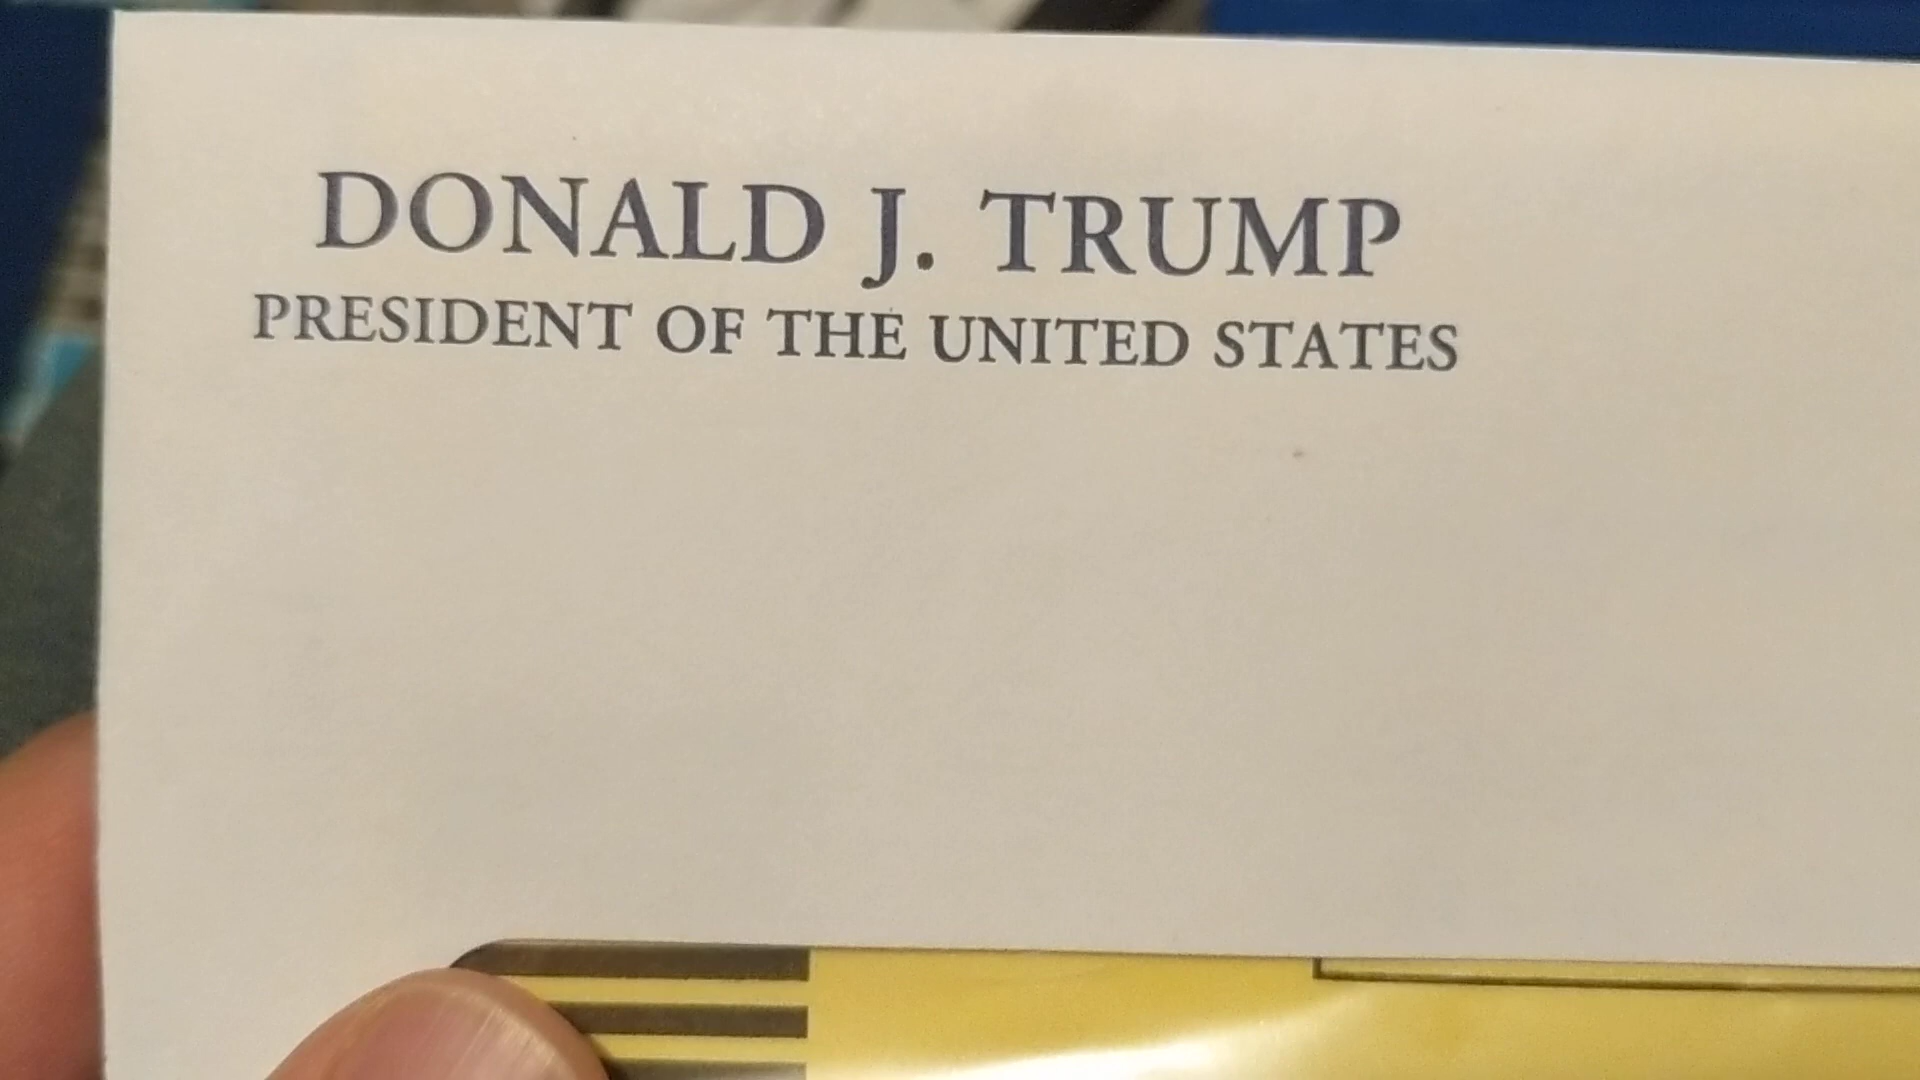 DONALD J. TRUMP
PRESIDENT OF THE UNITED STATES